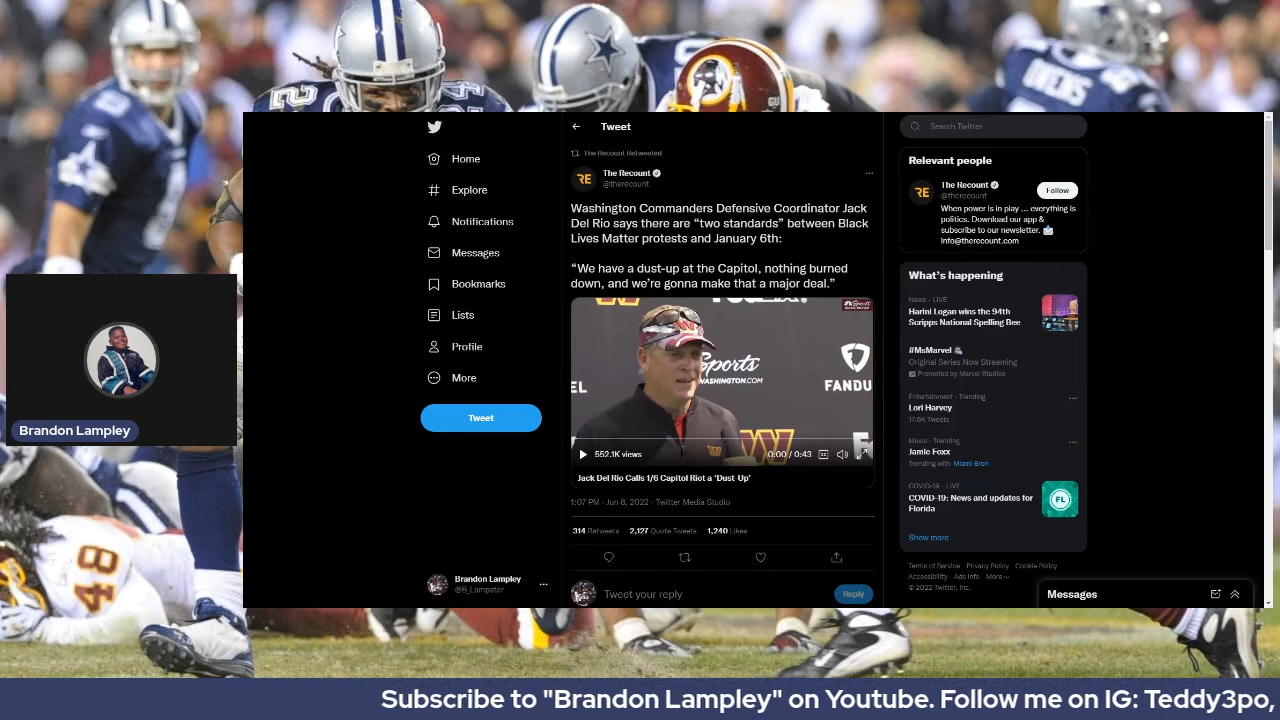 OWENS
48
Home
Explore
Notifications
Messages
Bookmarks
Lists
Profile
More
Tweet
Brandon Lampley
@B_Lampstar
Tweet
The Recount Retweeted
RE
The Recount
@therecount
Washington Commanders Defensive Coordinator Jack
Del Rio says there are “two standards” between Black
Lives Matter protests and January 6th:
“We have a dust-up at the Capitol, nothing burned
down, and we’re gonna make that a major deal.”
Sports
WASHINGTON.COM
FANDU
552.1K views
0:00 / 0:43
Jack Del Rio Calls 1/6 Capitol Riot a ‘Dust-Up’
1:07 PM · Jun 8, 2022 · Twitter Media Studio
314 Retweets 2,127 Quote Tweets 1,240 Likes
Tweet your reply
Reply
Search Twitter
Relevant people
RE
The Recount
@therecount
Follow
When power is in play ... everything is
politics. Download our app &
subscribe to our newsletter.
Info@therecount.com
What’s happening
News · LIVE
Harini Logan wins the 94th
Scripps National Spelling Bee
#MsMarvel
Original Series Now Streaming
Promoted by Marvel Studios
Entertainment · Trending
Lori Harvey
17.6K Tweets
Music · Trending
Jamie Foxx
Trending with Miami Bron
COVID-19 · LIVE
COVID-19: News and updates for
Florida
FL
Show more
Terms of Service Privacy Policy Cookie Policy
Accessibility Ads Info More ···
© 2022 Twitter, Inc.
Messages
Brandon Lampley
Subscribe to "Brandon Lampley" on Youtube. Follow me on IG: Teddy3po,